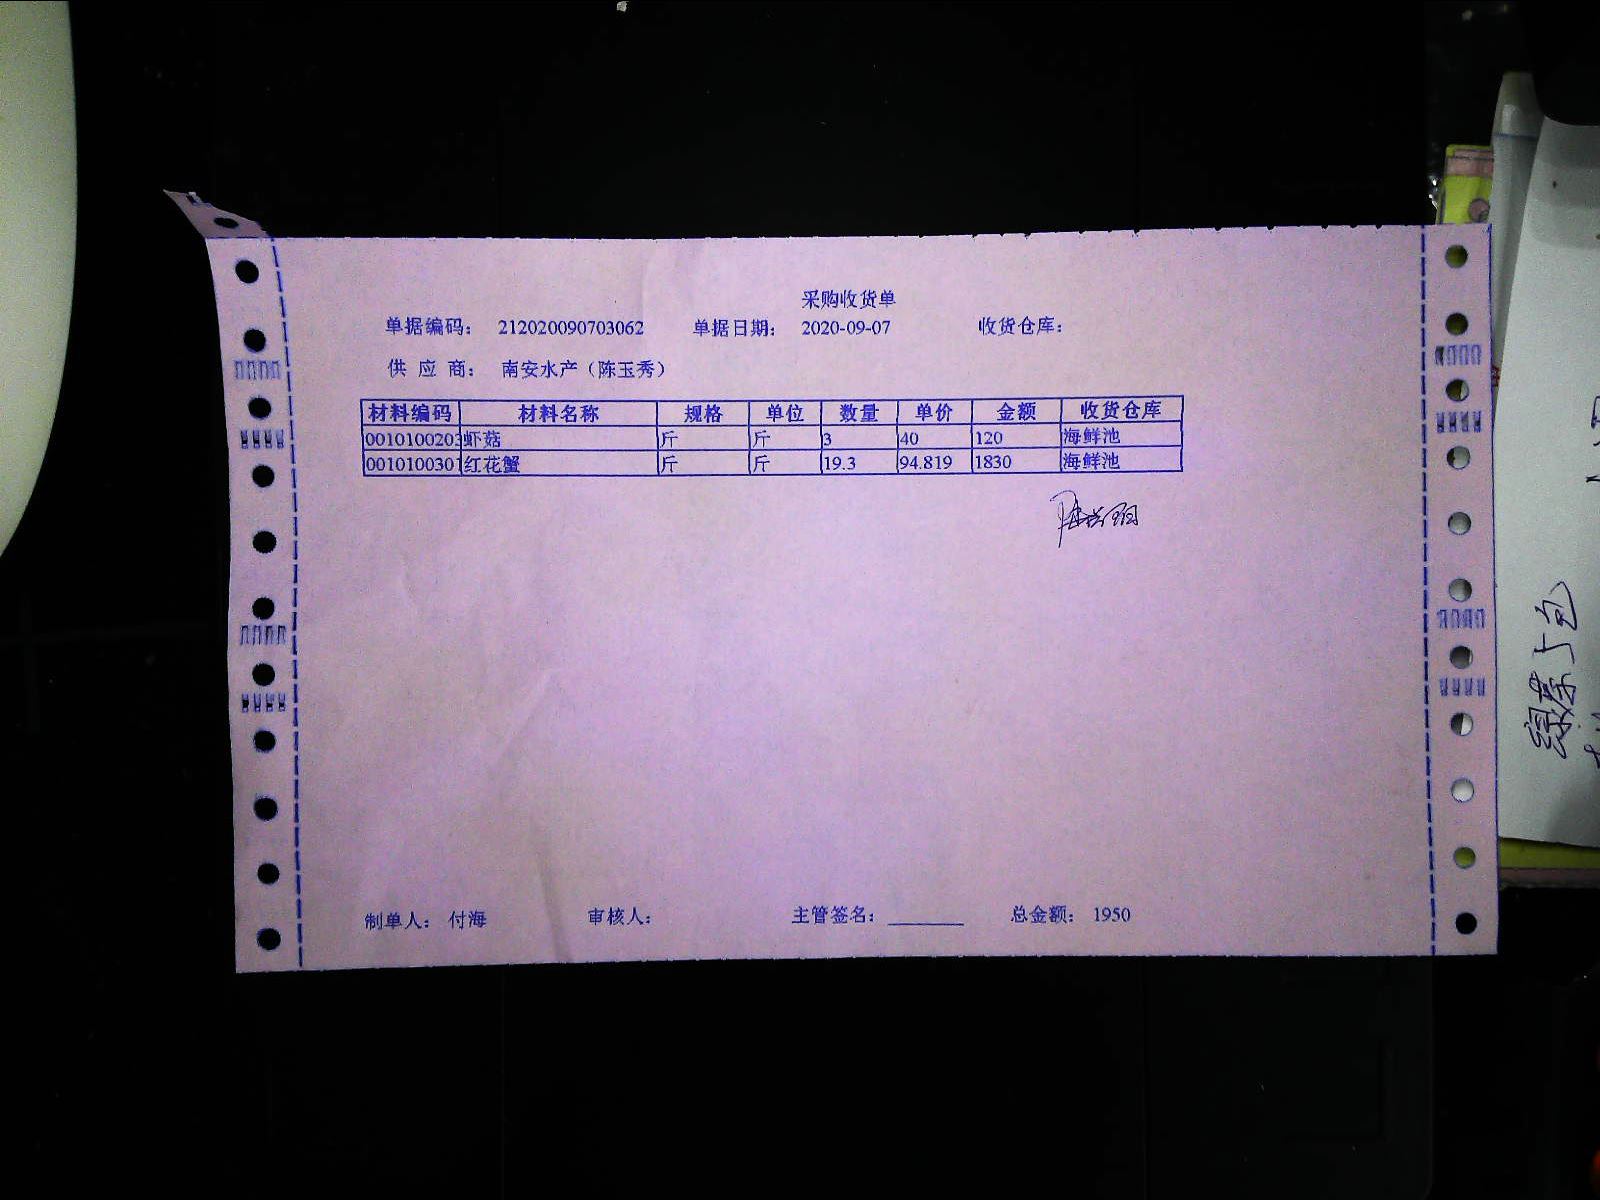 采购收货单
单据编码： 212020090703062 单据日期： 2020-09-07 收货仓库：
供 应 商： 南安水产（陈玉秀）
材料编码 材料名称 规格 单位 数量 单价 金额 收货仓库
0010100203 虾菇 斤 斤 3 40 120 海鲜池
0010100301 红花蟹 斤 斤 19.3 94.819 1830 海鲜池
制单人： 付海 审核人： 主管签名： 总金额： 1950
绿茶5包